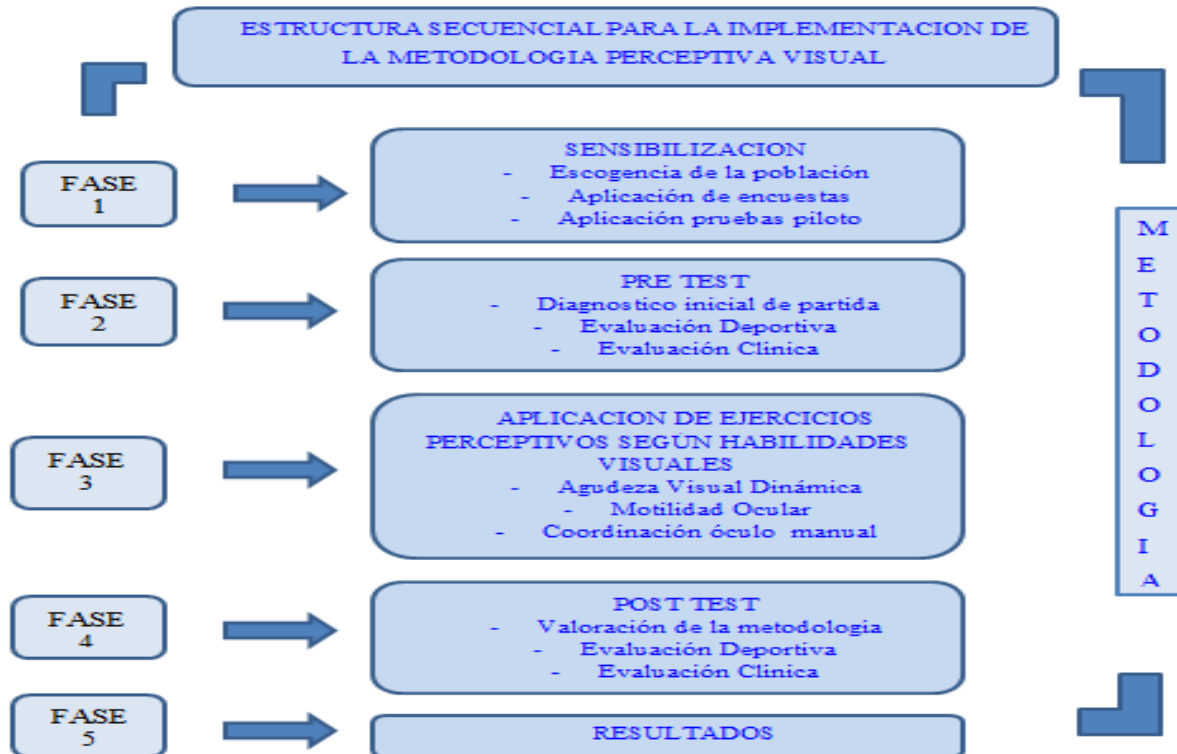 ESTRUCTURA SECUENCIAL PARA LA IMPLEMENTACION DE
LA METODOLOGIA PERCEPTIVA VISUAL
FASE
1
SENSIBILIZACION
- Escogencia de la población
- Aplicación de encuestas
- Aplicación pruebas piloto
FASE
2
PRE TEST
- Diagnostico inicial de partida
- Evaluación Deportiva
- Evaluación Clínica
FASE
3
APLICACION DE EJERCICIOS
PERCEPTIVOS SEGÚN HABILIDADES
VISUALES
- Agudeza Visual Dinámica
- Motilidad Ocular
- Coordinación óculo manual
FASE
4
POST TEST
- Valoración de la metodología
- Evaluación Deportiva
- Evaluación Clínica
FASE
5
RESULTADOS
M
E
T
O
D
O
L
O
G
I
A